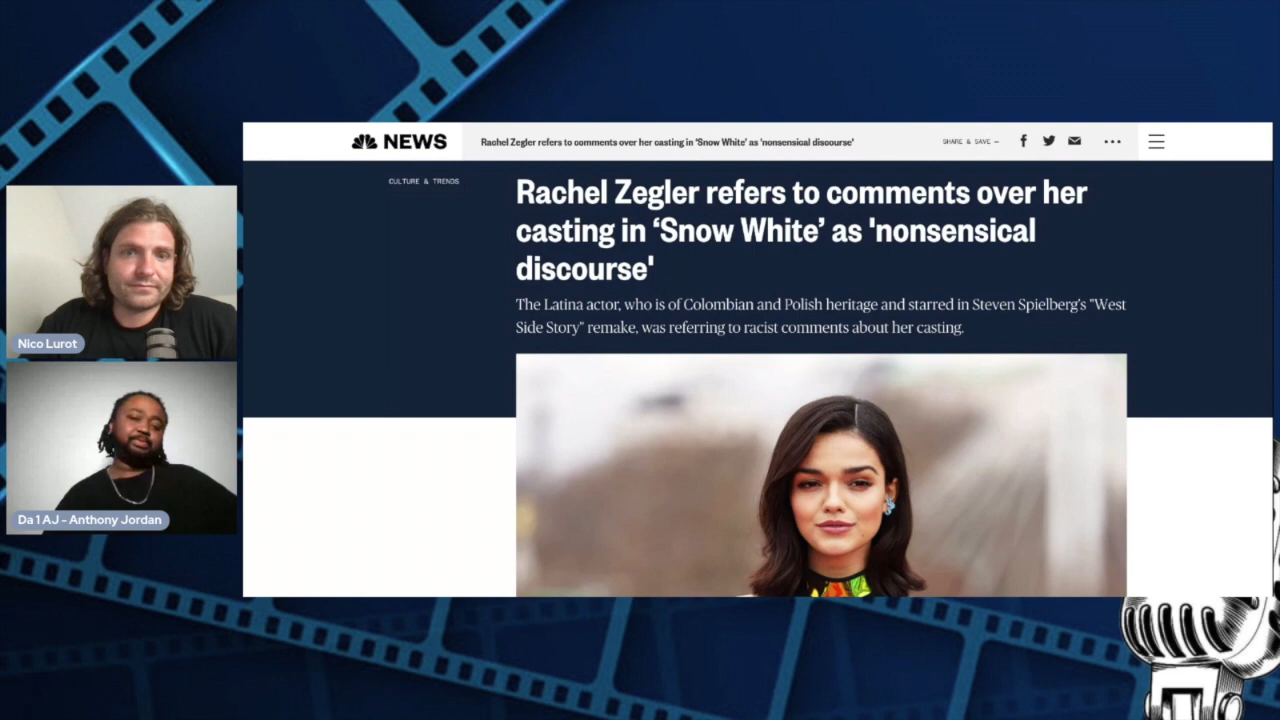 NEWS
Rachel Zegler refers to comments over her casting in 'Snow White' as 'nonsensical discourse'
SHARE & SAVE —
CULTURE & TRENDS
Rachel Zegler refers to comments over her
casting in ‘Snow White’ as 'nonsensical
discourse'
The Latina actor, who is of Colombian and Polish heritage and starred in Steven Spielberg's "West
Side Story" remake, was referring to racist comments about her casting.
Nico Lurot
Da 1 AJ - Anthony Jordan